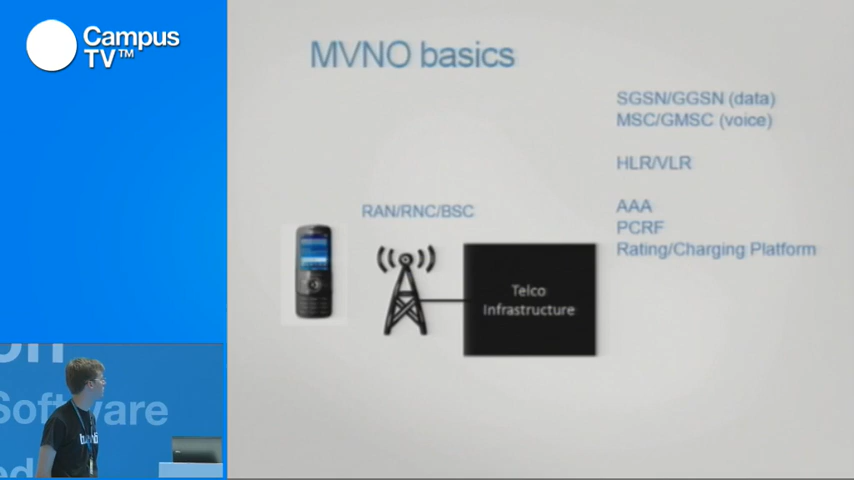 Campus
TV™
MVNO basics
SGSN/GGSN (data)
MSC/GMSC (voice)
HLR/VLR
AAA
PCRF
Rating/Charging Platform
RAN/RNC/BSC
Telco
Infrastructure
Software
ed